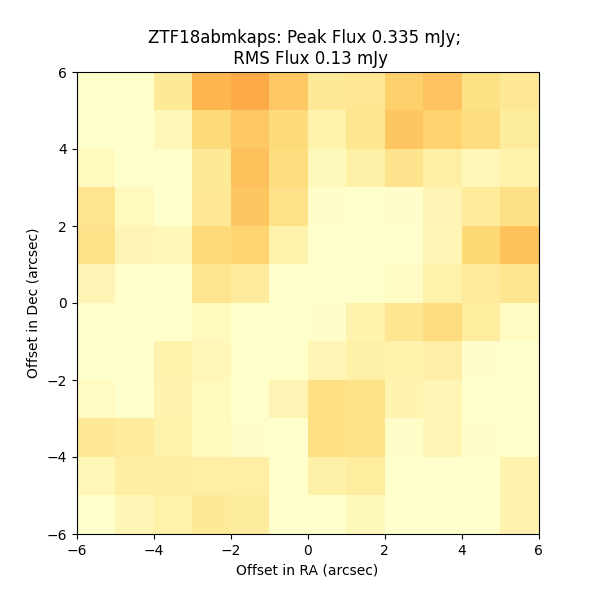 ZTF18abmkaps: Peak Flux 0.335 mJy;
RMS Flux 0.13 mJy
6
4
2
0
−2
−4
−6
Offset in Dec (arcsec)
−6 −4 −2 0 2 4 6
Offset in RA (arcsec)